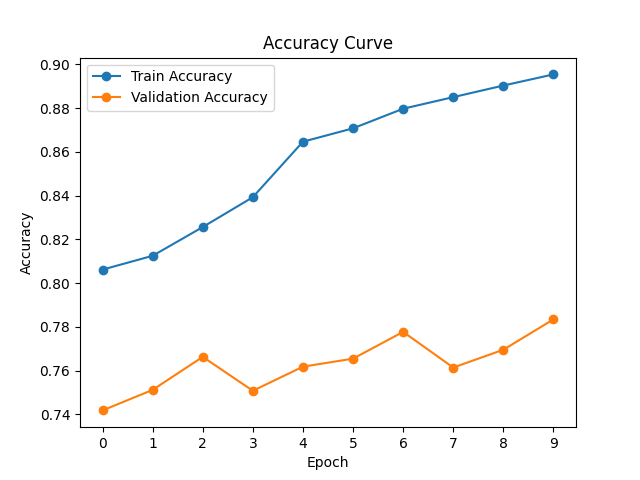 Accuracy Curve
Train Accuracy
Validation Accuracy
0.90
0.88
0.86
0.84
0.82
0.80
0.78
0.76
0.74
Accuracy
0 1 2 3 4 5 6 7 8 9
Epoch